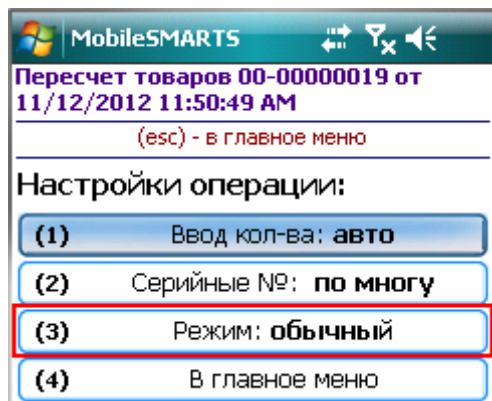 MobileSMARTS
Пересчет товаров 00-00000019 от
11/12/2012 11:50:49 AM
(esc) - в главное меню
Настройки операции:
(1) Ввод кол-ва: авто
(2) Серийные №: по многу
(3) Режим: обычный
(4) В главное меню